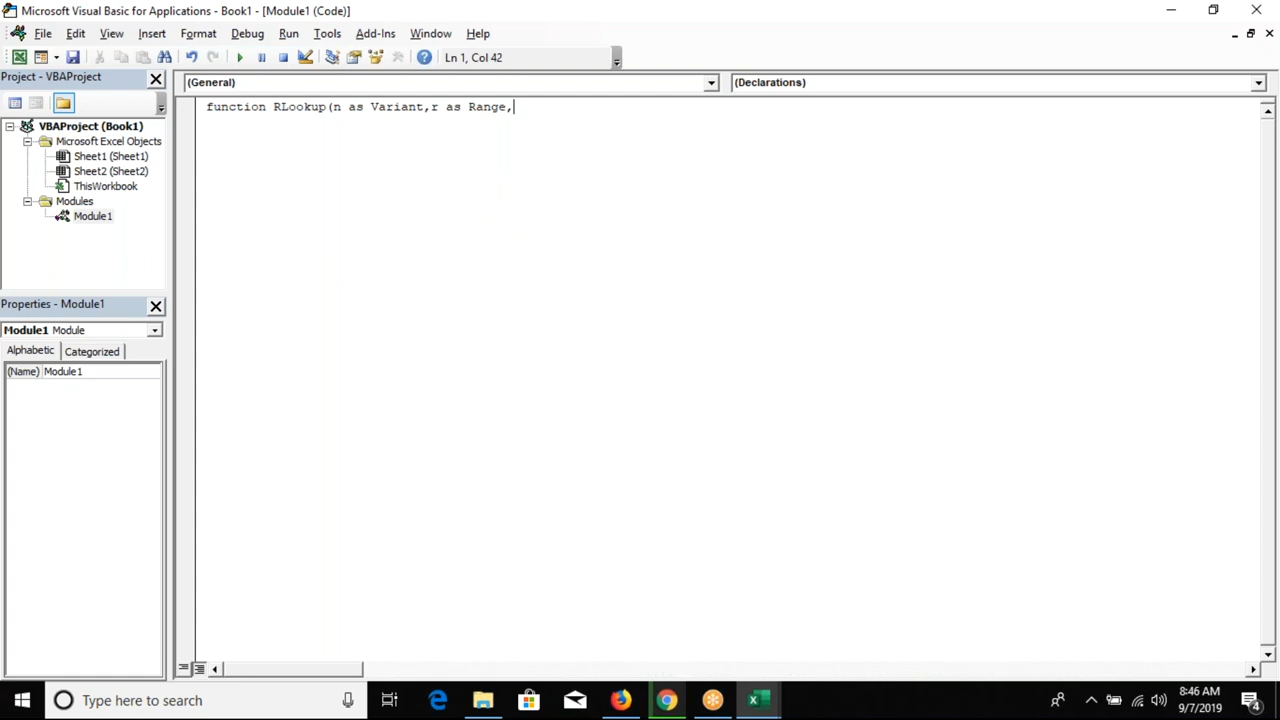 Microsoft Visual Basic for Applications - Book1 - [Module1 (Code)]
File Edit View Insert Format Debug Run Tools Add-Ins Window Help
Ln 1, Col 42
Project - VBAProject
(General)
(Declarations)
function RLookup(n as Variant,r as Range,
VBAProject (Book1)
Microsoft Excel Objects
Sheet1 (Sheet1)
Sheet2 (Sheet2)
ThisWorkbook
Modules
Module1
Properties - Module1
Module1 Module
Alphabetic Categorized
(Name) Module1
Type here to search
8:46 AM
9/7/2019
4